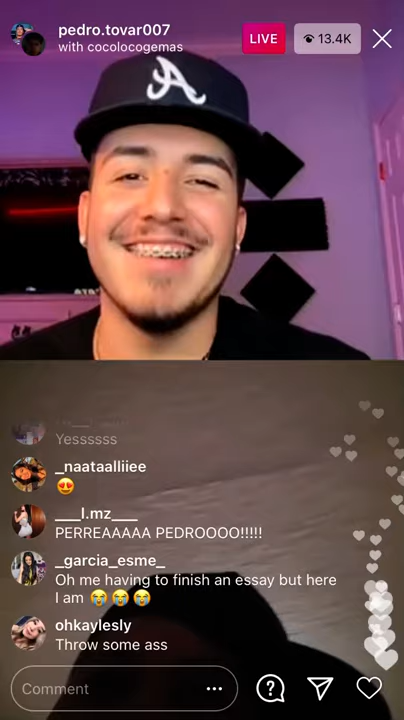 pedro.tovar007
with cocolocogemas
LIVE
13.4K
A
Yessssss
_naataalliiee
😍
___l.mz___
PERREAAAAA PEDROOOO!!!!!
_garcia_esme_
Oh me having to finish an essay but here
I am 😭😭😭
ohkaylesly
Throw some ass
Comment